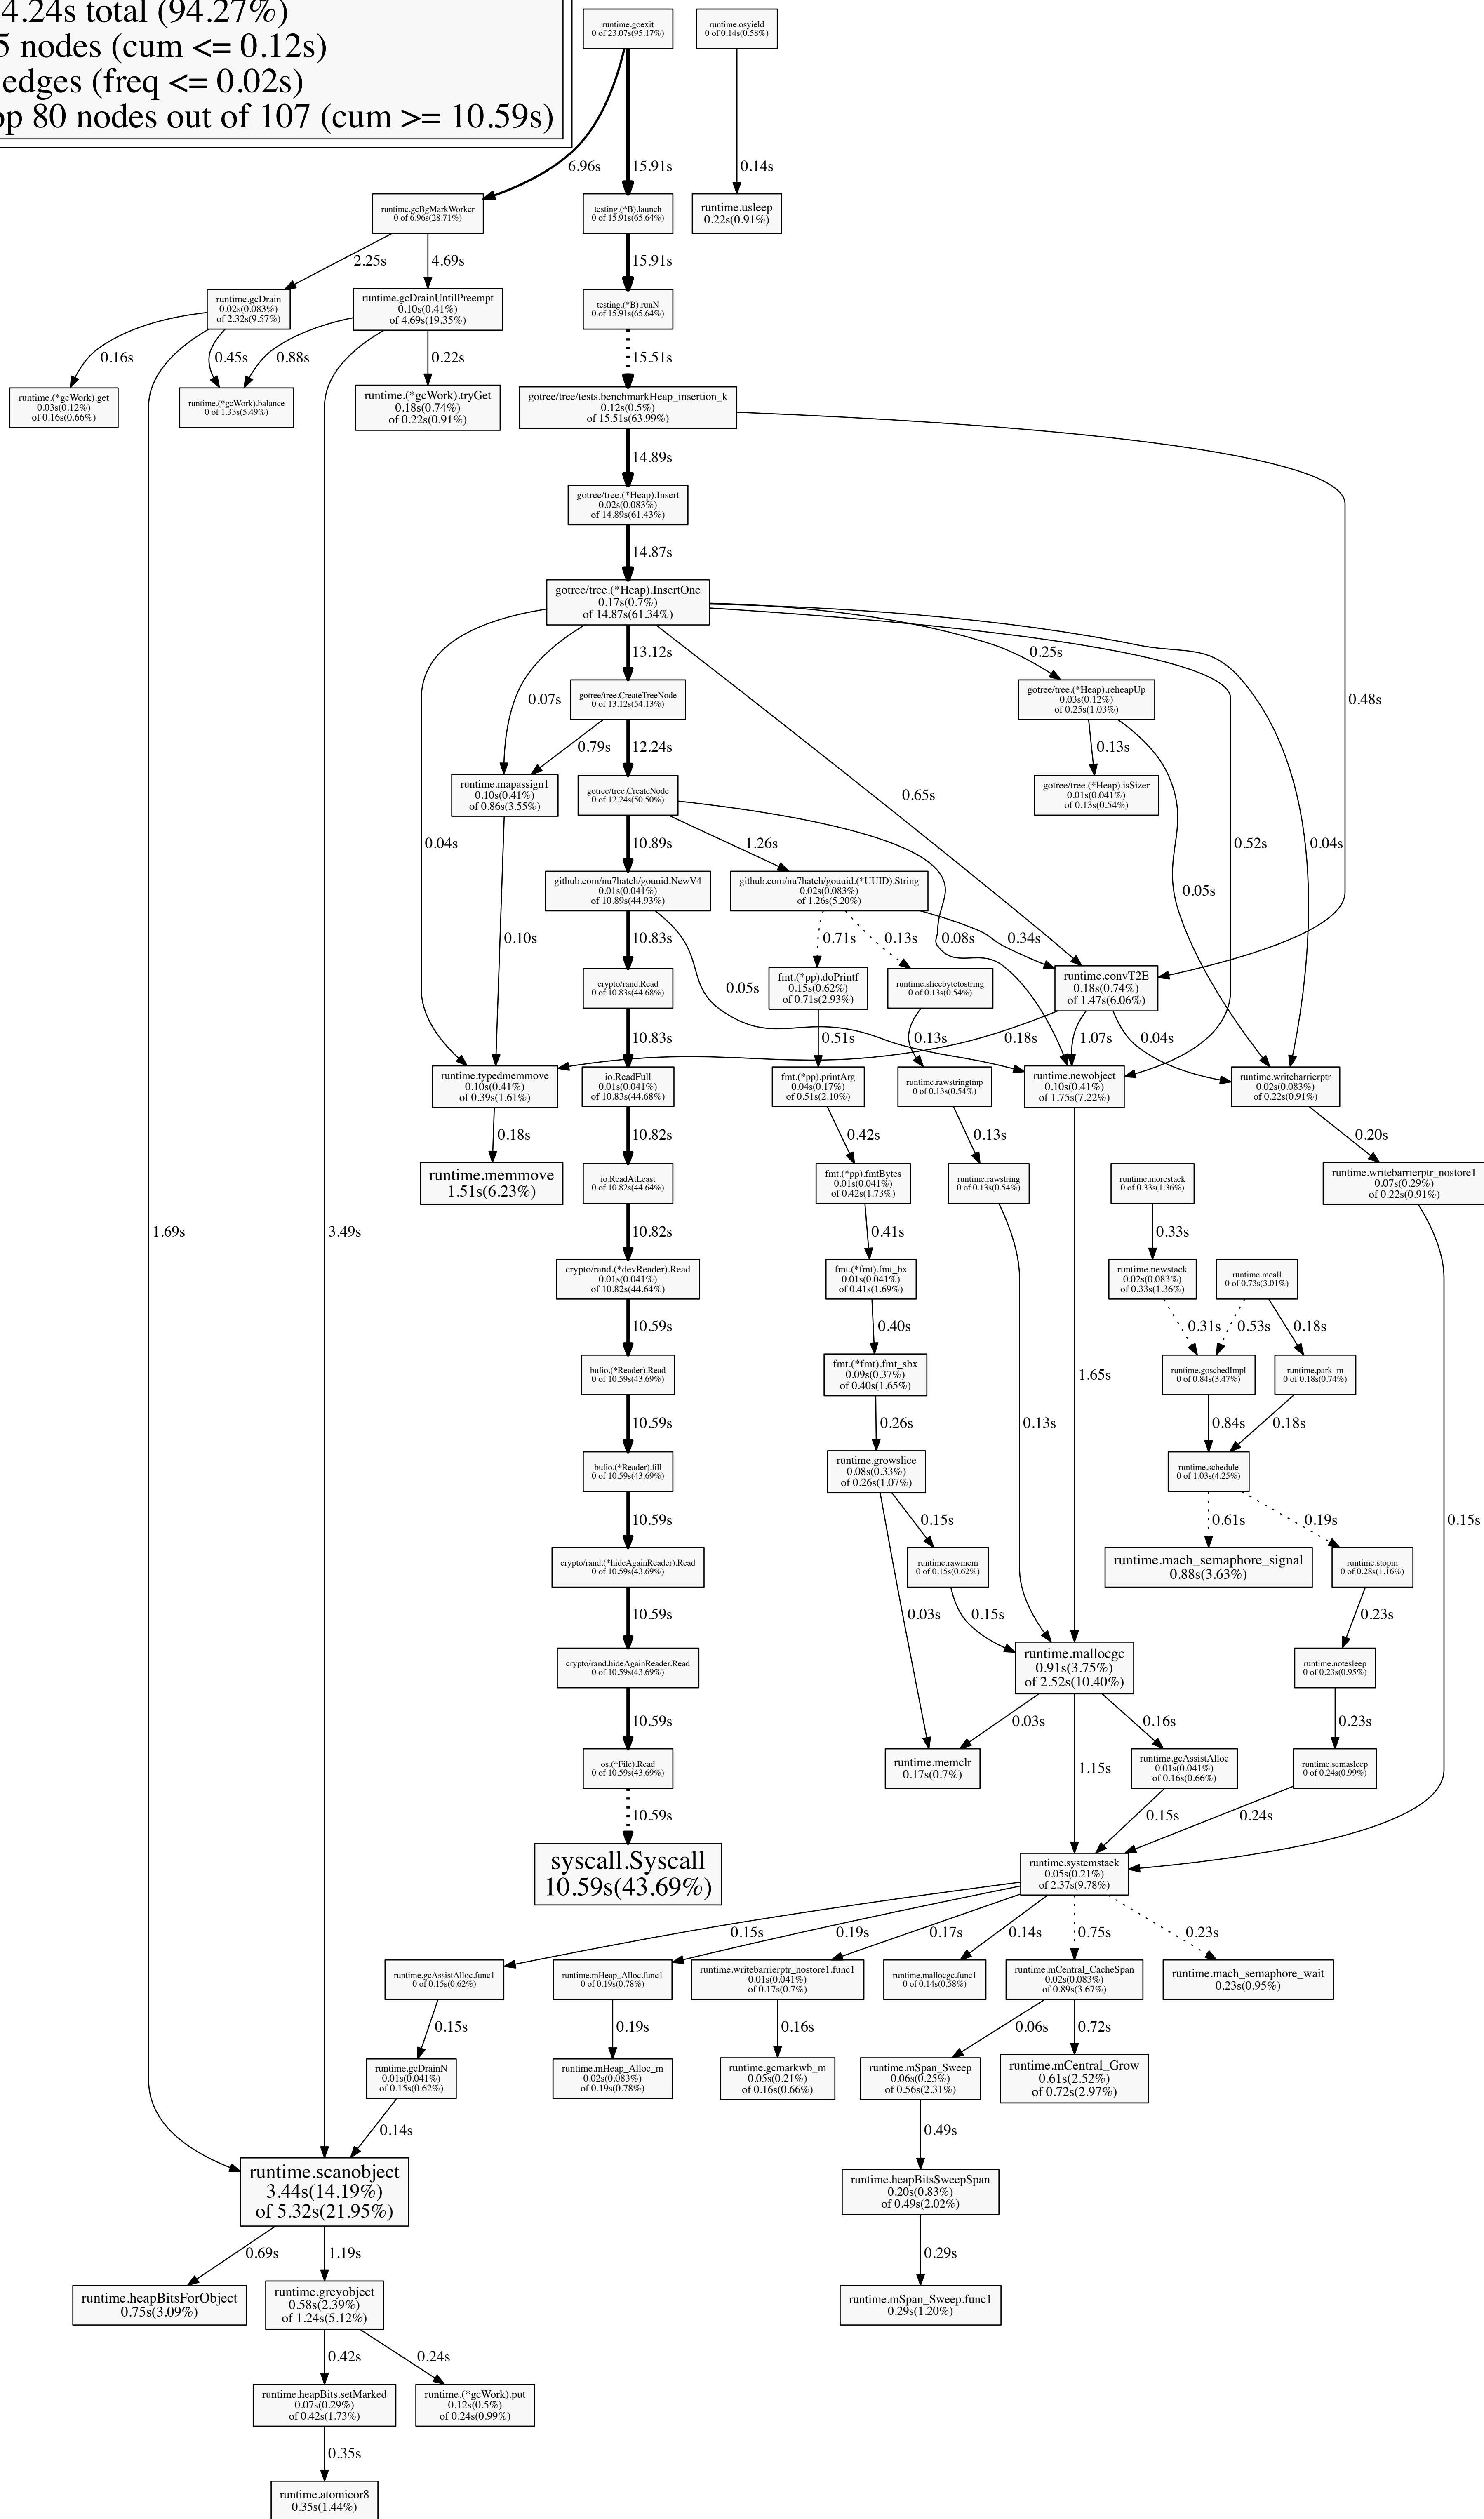 4.24s total (94.27%)
5 nodes (cum <= 0.12s)
edges (freq <= 0.02s)
op 80 nodes out of 107 (cum >= 10.59s)
runtime.goexit
0 of 23.07s(95.17%)
runtime.osyield
0 of 0.14s(0.58%)
6.96s
15.91s
0.14s
runtime.gcBgMarkWorker
0 of 6.96s(28.71%)
testing.(*B).launch
0 of 15.91s(65.64%)
runtime.usleep
0.22s(0.91%)
2.25s
4.69s
15.91s
runtime.gcDrain
0.02s(0.083%)
of 2.32s(9.57%)
runtime.gcDrainUntilPreempt
0.10s(0.41%)
of 4.69s(19.35%)
testing.(*B).runN
0 of 15.91s(65.64%)
0.16s
0.45s
0.88s
0.22s
15.51s
runtime.(*gcWork).get
0.03s(0.12%)
of 0.16s(0.66%)
runtime.(*gcWork).balance
0 of 1.33s(5.49%)
runtime.(*gcWork).tryGet
0.18s(0.74%)
of 0.22s(0.91%)
gotree/tree/tests.benchmarkHeap_insertion_k
0.12s(0.5%)
of 15.51s(63.99%)
14.89s
gotree/tree.(*Heap).Insert
0.02s(0.083%)
of 14.89s(61.43%)
14.87s
gotree/tree.(*Heap).InsertOne
0.17s(0.7%)
of 14.87s(61.34%)
13.12s
0.25s
0.07s
gotree/tree.CreateTreeNode
0 of 13.12s(54.13%)
gotree/tree.(*Heap).reheapUp
0.03s(0.12%)
of 0.25s(1.03%)
0.48s
0.79s
12.24s
0.13s
runtime.mapassign1
0.10s(0.41%)
of 0.86s(3.55%)
gotree/tree.CreateNode
0 of 12.24s(50.50%)
0.65s
gotree/tree.(*Heap).isSizer
0.01s(0.041%)
of 0.13s(0.54%)
0.04s
10.89s
1.26s
0.52s
0.04s
github.com/nu7hatch/gouuid.NewV4
0.01s(0.041%)
of 10.89s(44.93%)
github.com/nu7hatch/gouuid.(*UUID).String
0.02s(0.083%)
of 1.26s(5.20%)
0.05s
0.10s
10.83s
0.71s
0.13s
0.08s
0.34s
crypto/rand.Read
0 of 10.83s(44.68%)
0.05s
fmt.(*pp).doPrintf
0.15s(0.62%)
of 0.71s(2.93%)
runtime.slicebytetostring
0 of 0.13s(0.54%)
runtime.convT2E
0.18s(0.74%)
of 1.47s(6.06%)
10.83s
0.51s
0.13s
0.18s
1.07s
0.04s
runtime.typedmemmove
0.10s(0.41%)
of 0.39s(1.61%)
io.ReadFull
0.01s(0.041%)
of 10.83s(44.68%)
fmt.(*pp).printArg
0.04s(0.17%)
of 0.51s(2.10%)
runtime.rawstringtmp
0 of 0.13s(0.54%)
runtime.newobject
0.10s(0.41%)
of 1.75s(7.22%)
runtime.writebarrierptr
0.02s(0.083%)
of 0.22s(0.91%)
0.18s
10.82s
0.42s
0.13s
0.20s
runtime.memmove
1.51s(6.23%)
io.ReadAtLeast
0 of 10.82s(44.64%)
fmt.(*pp).fmtBytes
0.01s(0.041%)
of 0.42s(1.73%)
runtime.rawstring
0 of 0.13s(0.54%)
runtime.morestack
0 of 0.33s(1.36%)
runtime.writebarrierptr_nostore1
0.07s(0.29%)
of 0.22s(0.91%)
1.69s
3.49s
10.82s
0.41s
0.33s
crypto/rand.(*devReader).Read
0.01s(0.041%)
of 10.82s(44.64%)
fmt.(*fmt).fmt_bx
0.01s(0.041%)
of 0.41s(1.69%)
runtime.newstack
0.02s(0.083%)
of 0.33s(1.36%)
runtime.mcall
0 of 0.73s(3.01%)
10.59s
0.40s
0.31s
0.53s
0.18s
bufio.(*Reader).Read
0 of 10.59s(43.69%)
fmt.(*fmt).fmt_sbx
0.09s(0.37%)
of 0.40s(1.65%)
1.65s
runtime.goschedImpl
0 of 0.84s(3.47%)
runtime.park_m
0 of 0.18s(0.74%)
10.59s
0.26s
0.13s
0.84s
0.18s
bufio.(*Reader).fill
0 of 10.59s(43.69%)
runtime.growslice
0.08s(0.33%)
of 0.26s(1.07%)
runtime.schedule
0 of 1.03s(4.25%)
10.59s
0.15s
0.61s
0.19s
0.15s
crypto/rand.(*hideAgainReader).Read
0 of 10.59s(43.69%)
runtime.rawmem
0 of 0.15s(0.62%)
runtime.mach_semaphore_signal
0.88s(3.63%)
runtime.stopm
0 of 0.28s(1.16%)
10.59s
0.03s
0.15s
0.23s
crypto/rand.hideAgainReader.Read
0 of 10.59s(43.69%)
runtime.mallocgc
0.91s(3.75%)
of 2.52s(10.40%)
runtime.notesleep
0 of 0.23s(0.95%)
10.59s
0.03s
0.16s
0.23s
os.(*File).Read
0 of 10.59s(43.69%)
runtime.memclr
0.17s(0.7%)
1.15s
runtime.gcAssistAlloc
0.01s(0.041%)
of 0.16s(0.66%)
runtime.semasleep
0 of 0.24s(0.99%)
10.59s
0.15s
0.24s
syscall.Syscall
10.59s(43.69%)
runtime.systemstack
0.05s(0.21%)
of 2.37s(9.78%)
0.15s
0.19s
0.17s
0.14s
0.75s
0.23s
runtime.gcAssistAlloc.func1
0 of 0.15s(0.62%)
runtime.mHeap_Alloc.func1
0 of 0.19s(0.78%)
runtime.writebarrierptr_nostore1.func1
0.01s(0.041%)
of 0.17s(0.7%)
runtime.mallocgc.func1
0 of 0.14s(0.58%)
runtime.mCentral_CacheSpan
0.02s(0.083%)
of 0.89s(3.67%)
runtime.mach_semaphore_wait
0.23s(0.95%)
0.15s
0.19s
0.16s
0.06s
0.72s
runtime.gcDrainN
0.01s(0.041%)
of 0.15s(0.62%)
runtime.mHeap_Alloc_m
0.02s(0.083%)
of 0.19s(0.78%)
runtime.gcmarkwb_m
0.05s(0.21%)
of 0.16s(0.66%)
runtime.mSpan_Sweep
0.06s(0.25%)
of 0.56s(2.31%)
runtime.mCentral_Grow
0.61s(2.52%)
of 0.72s(2.97%)
0.14s
0.49s
runtime.scanobject
3.44s(14.19%)
of 5.32s(21.95%)
runtime.heapBitsSweepSpan
0.20s(0.83%)
of 0.49s(2.02%)
0.69s
1.19s
0.29s
runtime.heapBitsForObject
0.75s(3.09%)
runtime.greyobject
0.58s(2.39%)
of 1.24s(5.12%)
runtime.mSpan_Sweep.func1
0.29s(1.20%)
0.42s
0.24s
runtime.heapBits.setMarked
0.07s(0.29%)
of 0.42s(1.73%)
runtime.(*gcWork).put
0.12s(0.5%)
of 0.24s(0.99%)
0.35s
runtime.atomicor8
0.35s(1.44%)